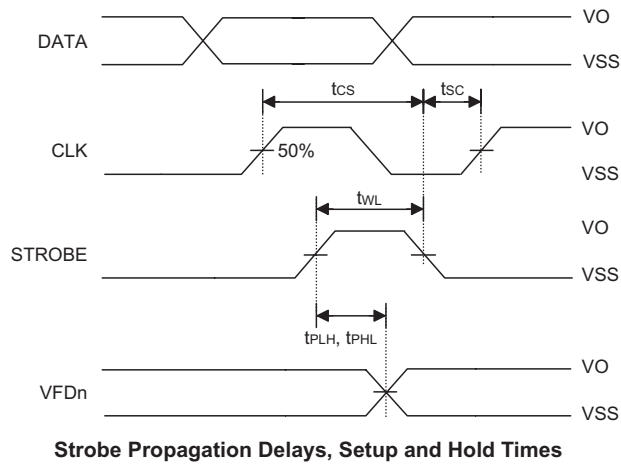 VO
DATA
VSS
tCS
tSC
VO
CLK
50%
VSS
tWL
VO
STROBE
VSS
tPLH, tPHL
VO
VFDn
VSS
Strobe Propagation Delays, Setup and Hold Times